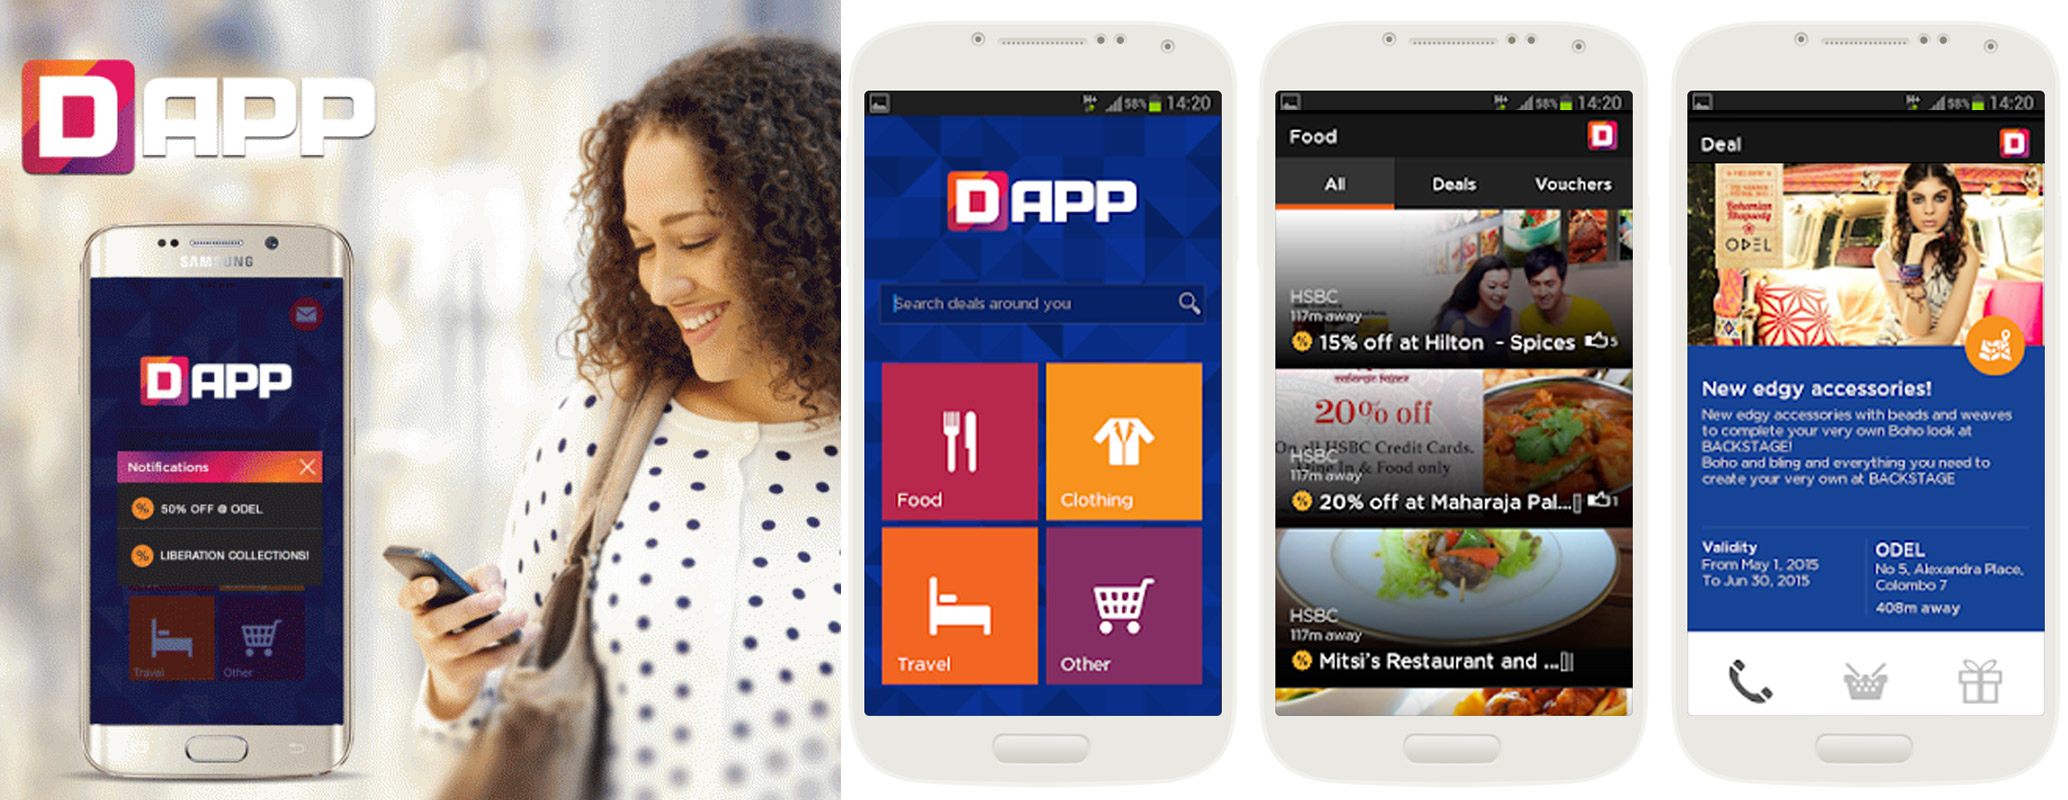 D APP
SAMSUNG
D APP
Notifications
50% OFF @ ODEL
LIBERATION COLLECTIONS!
Travel
Other
58% 14:20
D APP
Search deals around you
Food
Clothing
Travel
Other
58% 14:20
Food
D
All
Deals
Vouchers
HSBC
117m away
% 15% off at Hilton - Spices 5
20% off
On all HSBC Credit Cards.
Dine In & Food only
HSBC
117m away
% 20% off at Maharaja Pal... 1
HSBC
117m away
% Mitsi's Restaurant and ...
58% 14:20
Deal
D
Bohemian
Rhapsody
ODEL
New edgy accessories!
New edgy accessories with beads and weaves
to complete your very own Boho look at
BACKSTAGE!
Boho and bling and everything you need to
create your very own at BACKSTAGE
Validity
From May 1, 2015
To Jun 30, 2015
ODEL
No 5, Alexandra Place,
Colombo 7
408m away